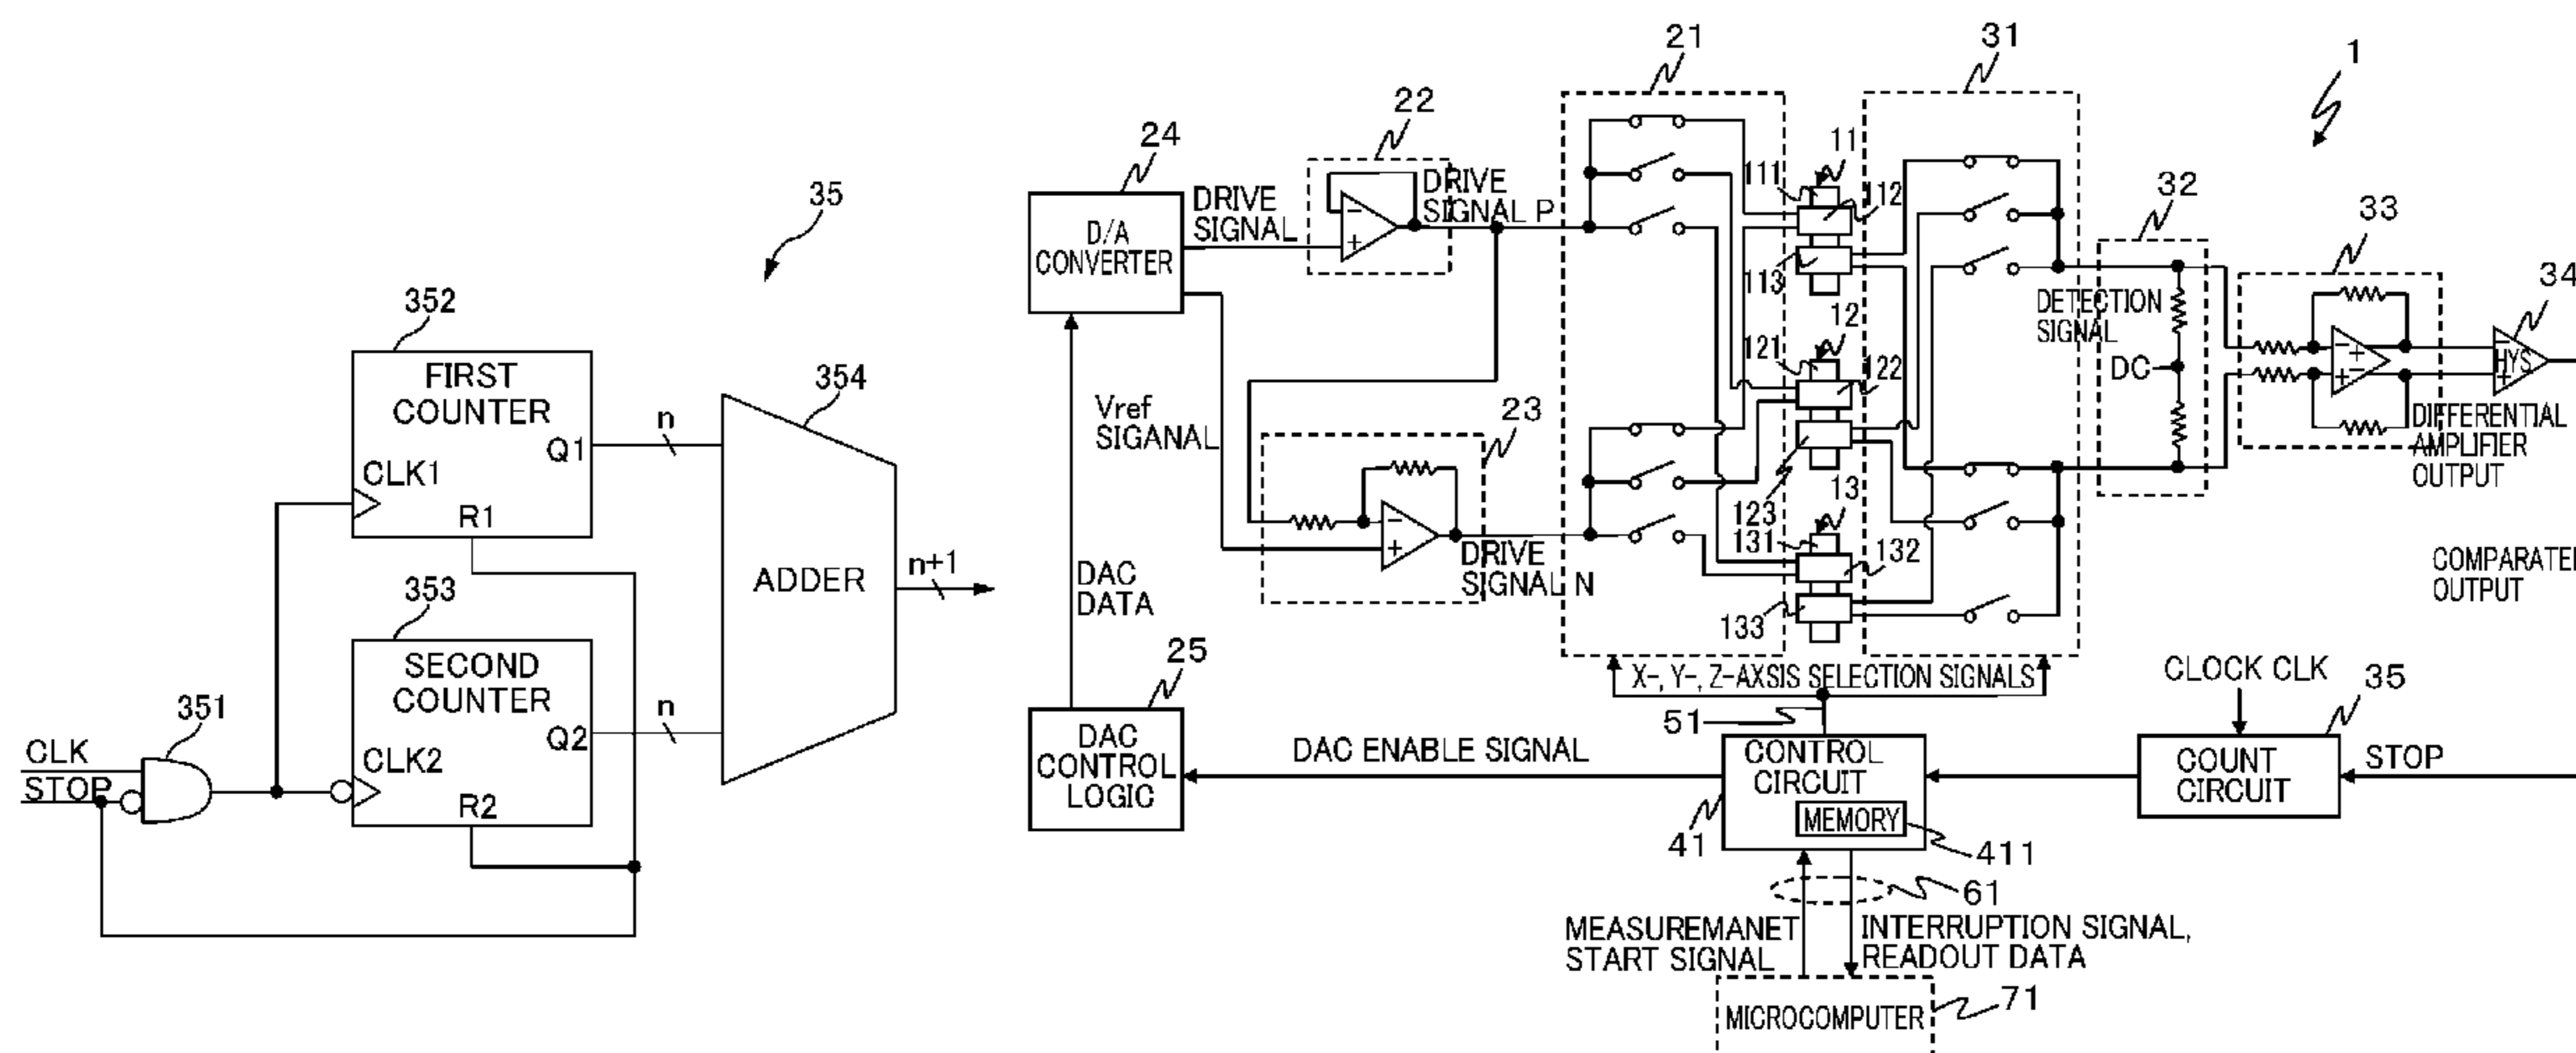 35
352
FIRST
COUNTER
Q1
CLK1
R1
n
354
ADDER
n+1
353
SECOND
COUNTER
Q2
CLK2
R2
n
351
CLK
STOP
1
24
D/A
CONVERTER
DRIVE
SIGNAL
22
DRIVE
SIGNAL P
21
31
11
111
112
113
12
121
122
123
13
131
132
133
32
DETECTION
SIGNAL
DC
33
34
HYS
DIFFERENTIAL
AMPLIFIER
OUTPUT
Vref
SIGANAL
23
DRIVE
SIGNAL N
DAC
DATA
COMPARATE
OUTPUT
25
DAC
CONTROL
LOGIC
X-, Y-, Z-AXSIS SELECTION SIGNALS
51
DAC ENABLE SIGNAL
CONTROL
CIRCUIT
MEMORY
41
411
CLOCK CLK
35
COUNT
CIRCUIT
STOP
61
MEASUREMANET
START SIGNAL
INTERRUPTION SIGNAL,
READOUT DATA
MICROCOMPUTER
71